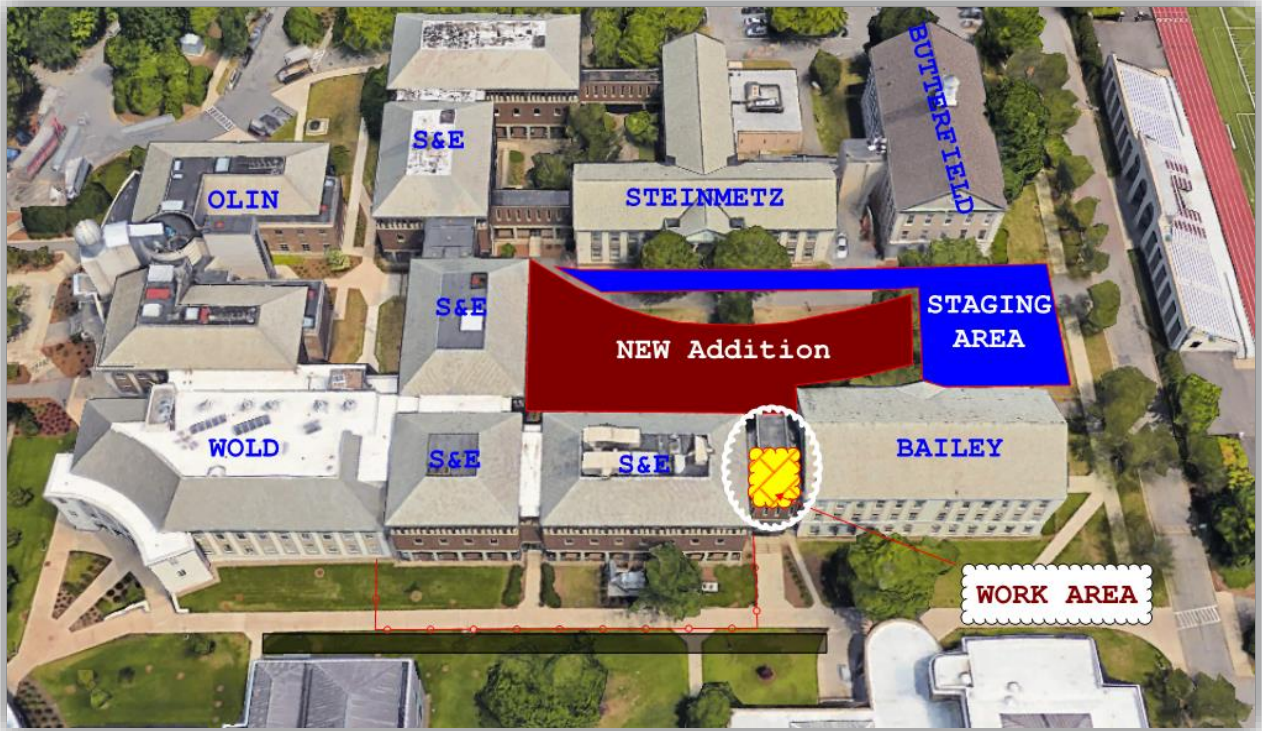 BUTTERFIELD
S&E
OLIN
STEINMETZ
S&E
STAGING
AREA
NEW Addition
WOLD
S&E
S&E
BAILEY
WORK AREA